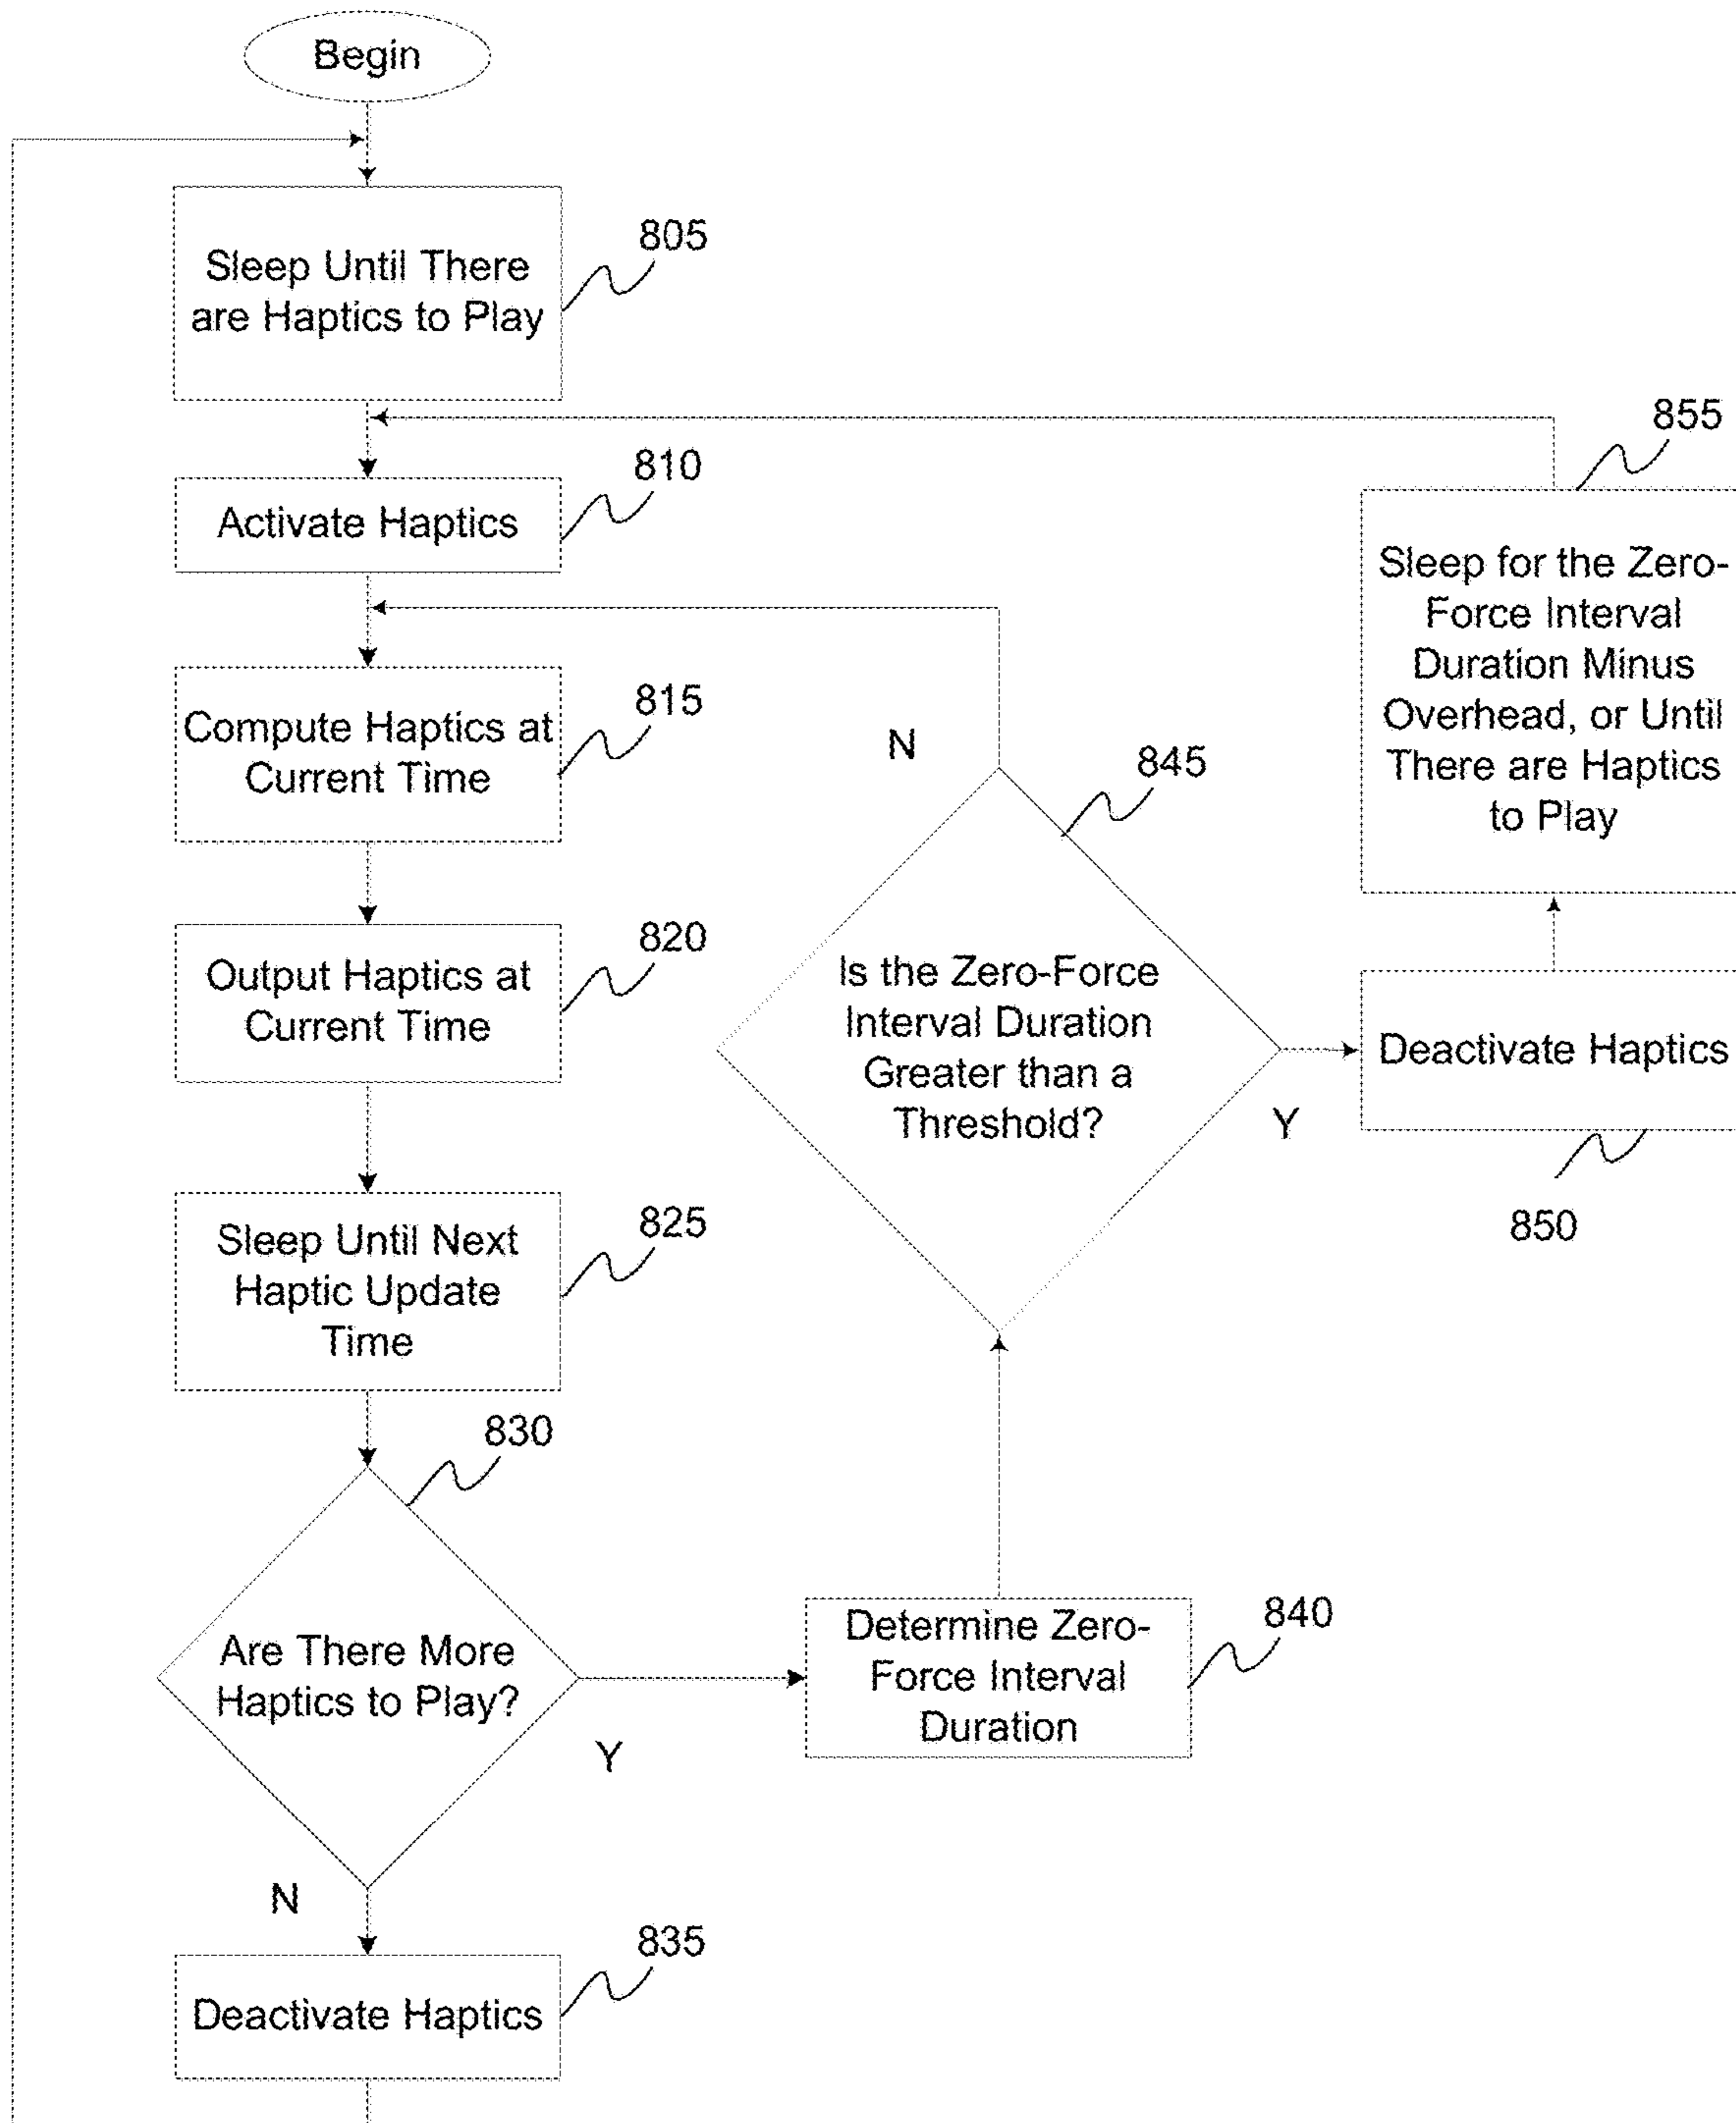 Begin
Sleep Until There
are Haptics to Play
805
Activate Haptics
810
Compute Haptics at
Current Time
815
Output Haptics at
Current Time
820
Sleep Until Next
Haptic Update
Time
825
Are There More
Haptics to Play?
830
N
Y
Deactivate Haptics
835
Determine Zero-
Force Interval
Duration
840
Is the Zero-Force
Interval Duration
Greater than a
Threshold?
845
N
Y
Deactivate Haptics
850
Sleep for the Zero-
Force Interval
Duration Minus
Overhead, or Until
There are Haptics
to Play
855